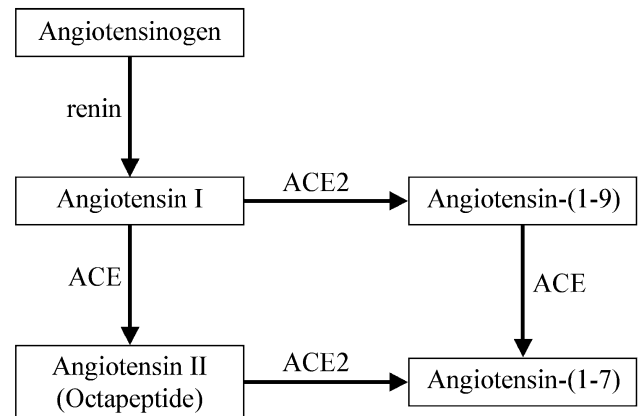 Angiotensinogen
renin
Angiotensin I
ACE2
Angiotensin-(1-9)
ACE
ACE
Angiotensin II
(Octapeptide)
ACE2
Angiotensin-(1-7)